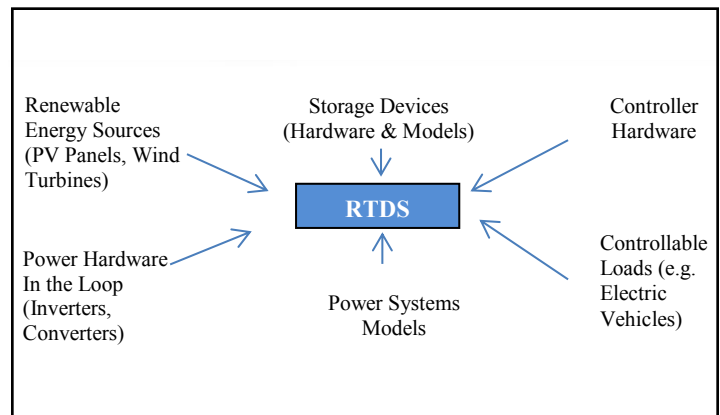 Renewable
Energy Sources
(PV Panels, Wind
Turbines)
Storage Devices
(Hardware & Models)
Controller
Hardware
RTDS
Power Hardware
In the Loop
(Inverters,
Converters)
Power Systems
Models
Controllable
Loads (e.g.
Electric
Vehicles)